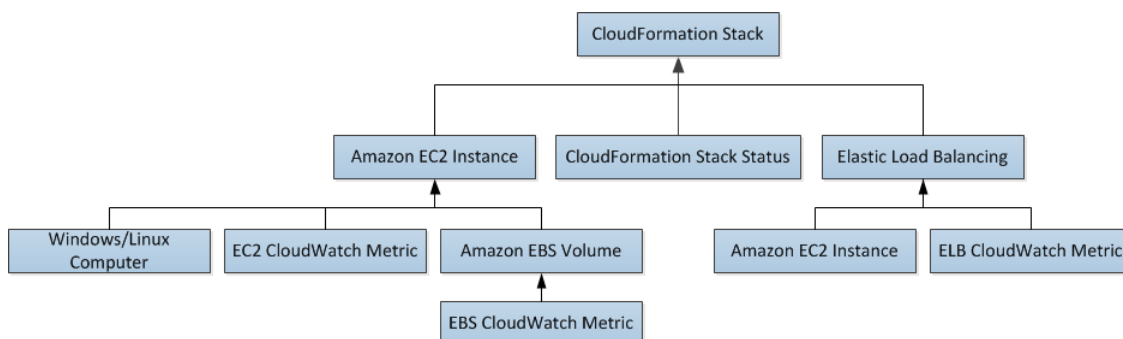 CloudFormation Stack
Amazon EC2 Instance
CloudFormation Stack Status
Elastic Load Balancing
Windows/Linux
Computer
EC2 CloudWatch Metric
Amazon EBS Volume
Amazon EC2 Instance
ELB CloudWatch Metric
EBS CloudWatch Metric